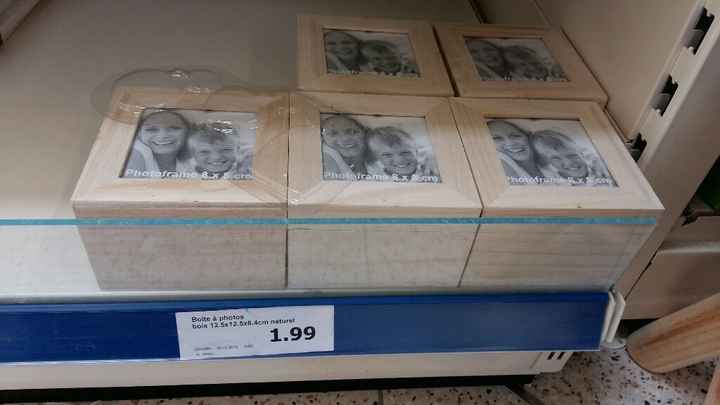 Photoframe 8 x 8 cm
Photoframe 8 x 8 cm
Photoframe 8 x 8 cm
Boîte à photos
bois 12.5x12.5x8.4cm naturel
1.99